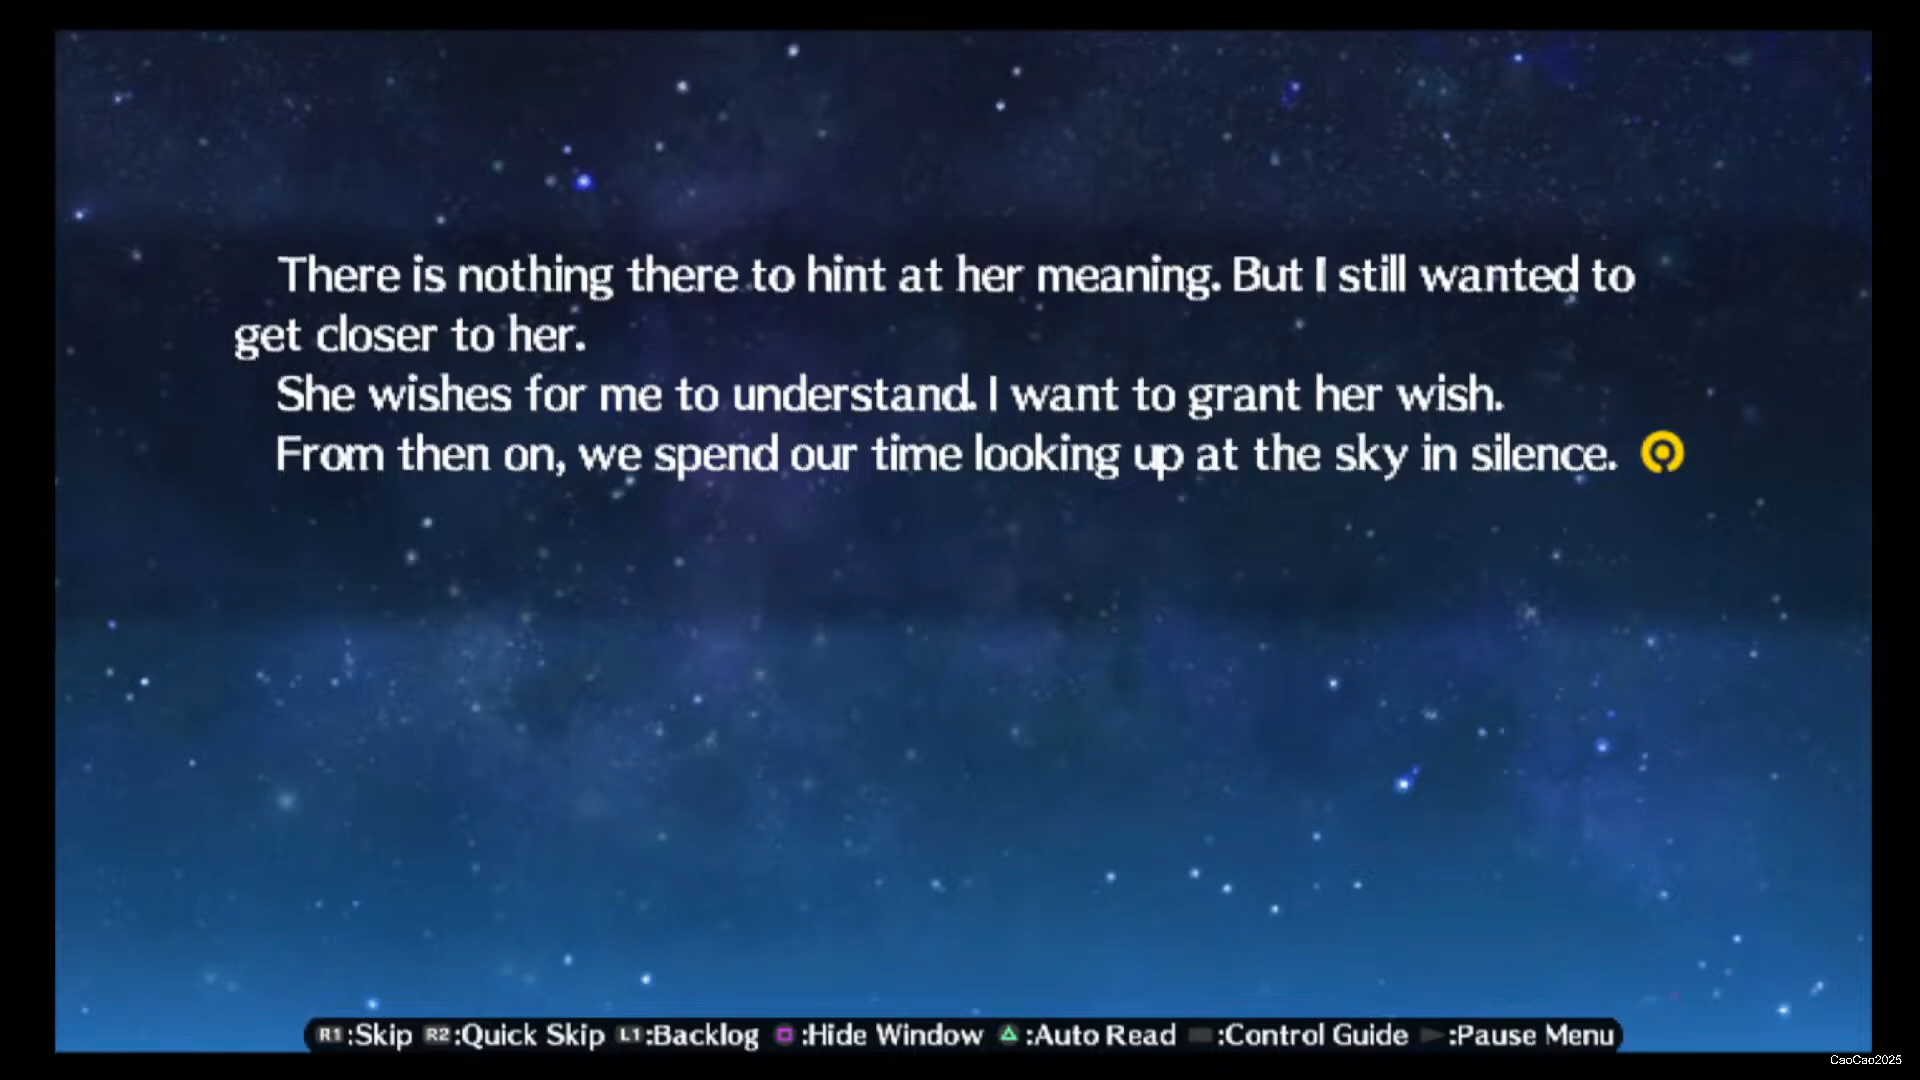 There is nothing there to hint at her meaning. But I still wanted to
get closer to her.
She wishes for me to understand. I want to grant her wish.
From then on, we spend our time looking up at the sky in silence.
R1:Skip R2:Quick Skip L1:Backlog :Hide Window :Auto Read :Control Guide :Pause Menu
CaoCao2025